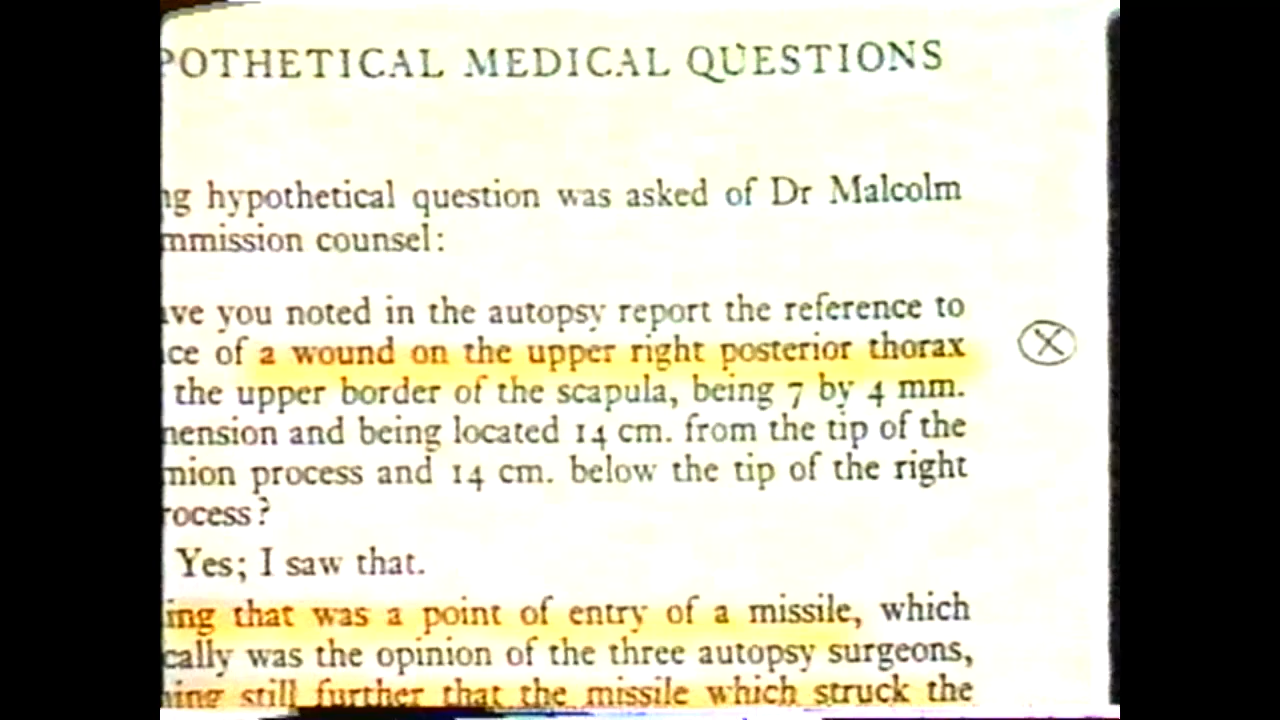 POTHETICAL MEDICAL QUESTIONS
ng hypothetical question was asked of Dr Malcolm
mmission counsel:
ve you noted in the autopsy report the reference to
ce of a wound on the upper right posterior thorax
the upper border of the scapula, being 7 by 4 mm.
nension and being located 14 cm. from the tip of the
mion process and 14 cm. below the tip of the right
rocess?
Yes; I saw that.
ing that was a point of entry of a missile, which
cally was the opinion of the three autopsy surgeons,
ning still further that the missile which struck the